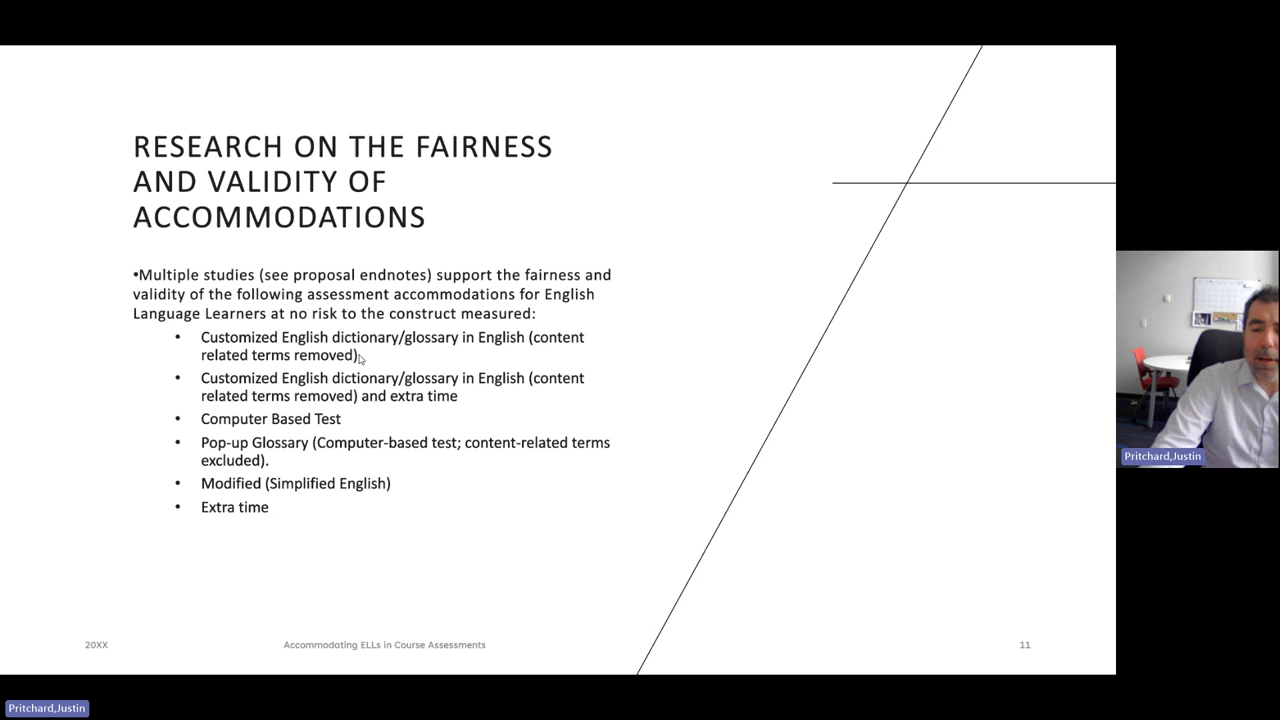 RESEARCH ON THE FAIRNESS
AND VALIDITY OF
ACCOMMODATIONS
•Multiple studies (see proposal endnotes) support the fairness and
validity of the following assessment accommodations for English
Language Learners at no risk to the construct measured:
• Customized English dictionary/glossary in English (content
related terms removed)
• Customized English dictionary/glossary in English (content
related terms removed) and extra time
• Computer Based Test
• Pop-up Glossary (Computer-based test; content-related terms
excluded).
• Modified (Simplified English)
• Extra time
20XX
Accommodating ELLs in Course Assessments
11
Pritchard,Justin
Pritchard,Justin